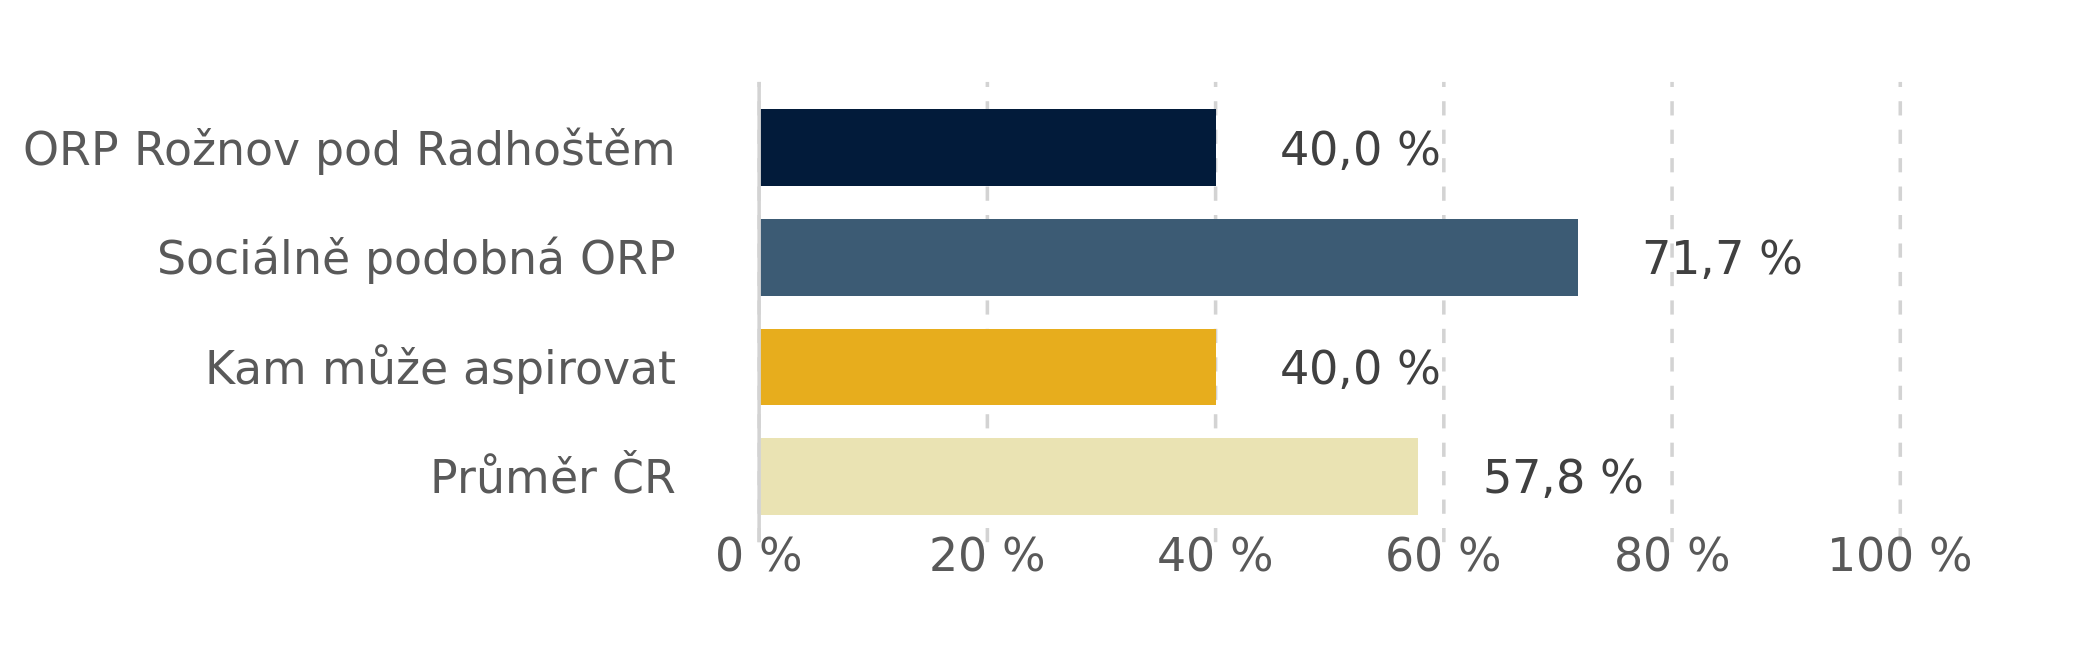 ORP Rožnov pod Radhoštěm 40,0 %
Sociálně podobná ORP 71,7 %
Kam může aspirovat 40,0 %
Průměr ČR 57,8 %
0 % 20 % 40 % 60 % 80 % 100 %